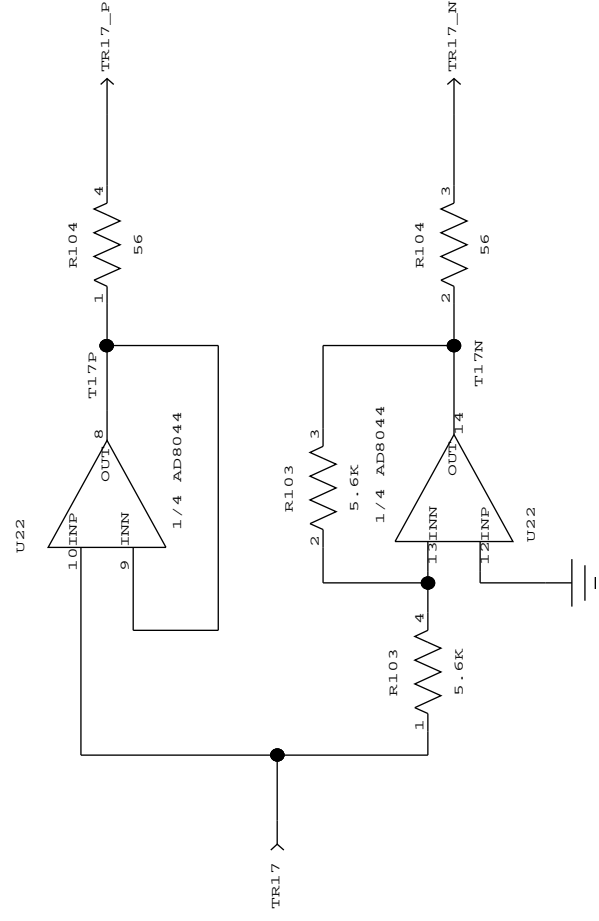 TR17_P
TR17_N
4
R104
56
1
3
R104
56
2
T17P
T17N
8
OUT
1/4 AD8044
U22
10
INP
INN
9
3
R103
5.6K
2
1/4 AD8044
14
OUT
13
INN
12
INP
U22
4
R103
5.6K
1
TR17